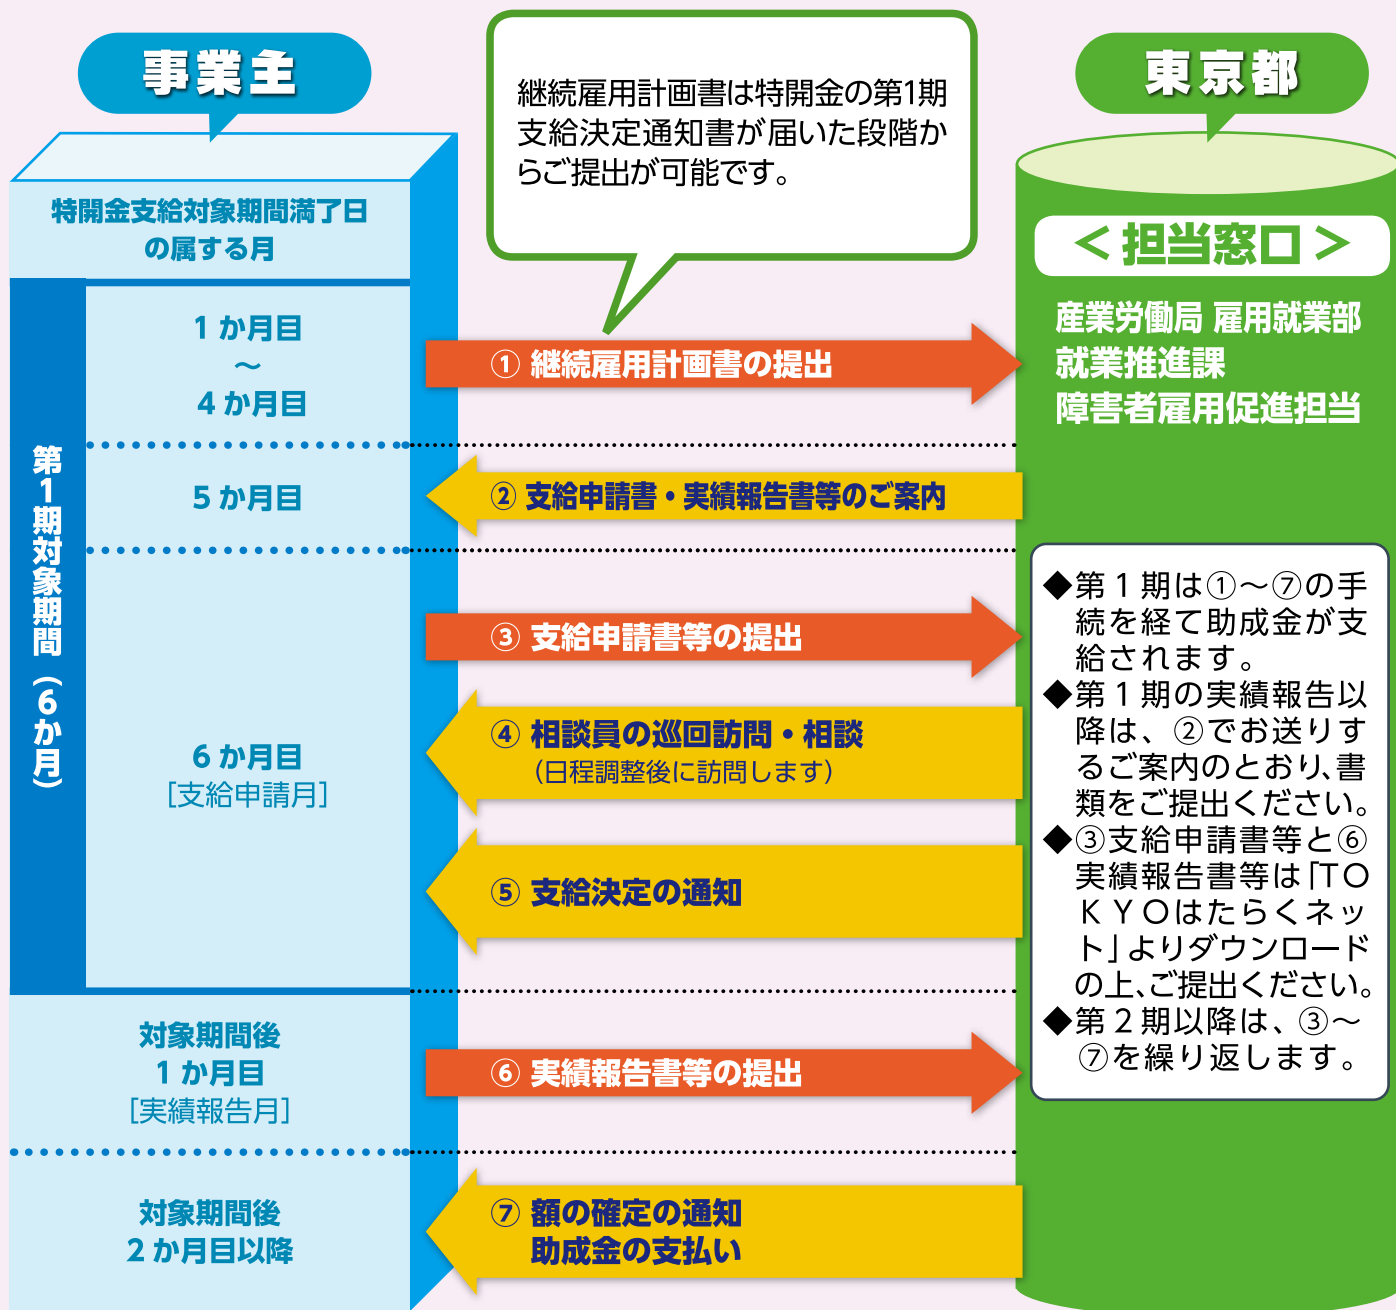 事業主
継続雇用計画書は特開金の第1期
支給決定通知書が届いた段階か
らご提出が可能です。
東京都
特開金支給対象期間満了日
の属する月
<担当窓口>
産業労働局 雇用就業部
就業推進課
障害者雇用促進担当
第1期対象期間（6か月）
1か月目
～
4か月目
① 継続雇用計画書の提出
5か月目
② 支給申請書・実績報告書等のご案内
6か月目
[支給申請月]
③ 支給申請書等の提出
④ 相談員の巡回訪問・相談
（日程調整後に訪問します）
⑤ 支給決定の通知
◆第1期は①～⑦の手
続を経て助成金が支
給されます。
◆第1期の実績報告以
降は、②でお送りす
るご案内のとおり、書
類をご提出ください。
◆③支給申請書等と⑥
実績報告書等は「TO
KYOはたらくネッ
ト」よりダウンロード
の上、ご提出ください。
◆第2期以降は、③～
⑦を繰り返します。
対象期間後
1か月目
[実績報告月]
⑥ 実績報告書等の提出
対象期間後
2か月目以降
⑦ 額の確定の通知
助成金の支払い